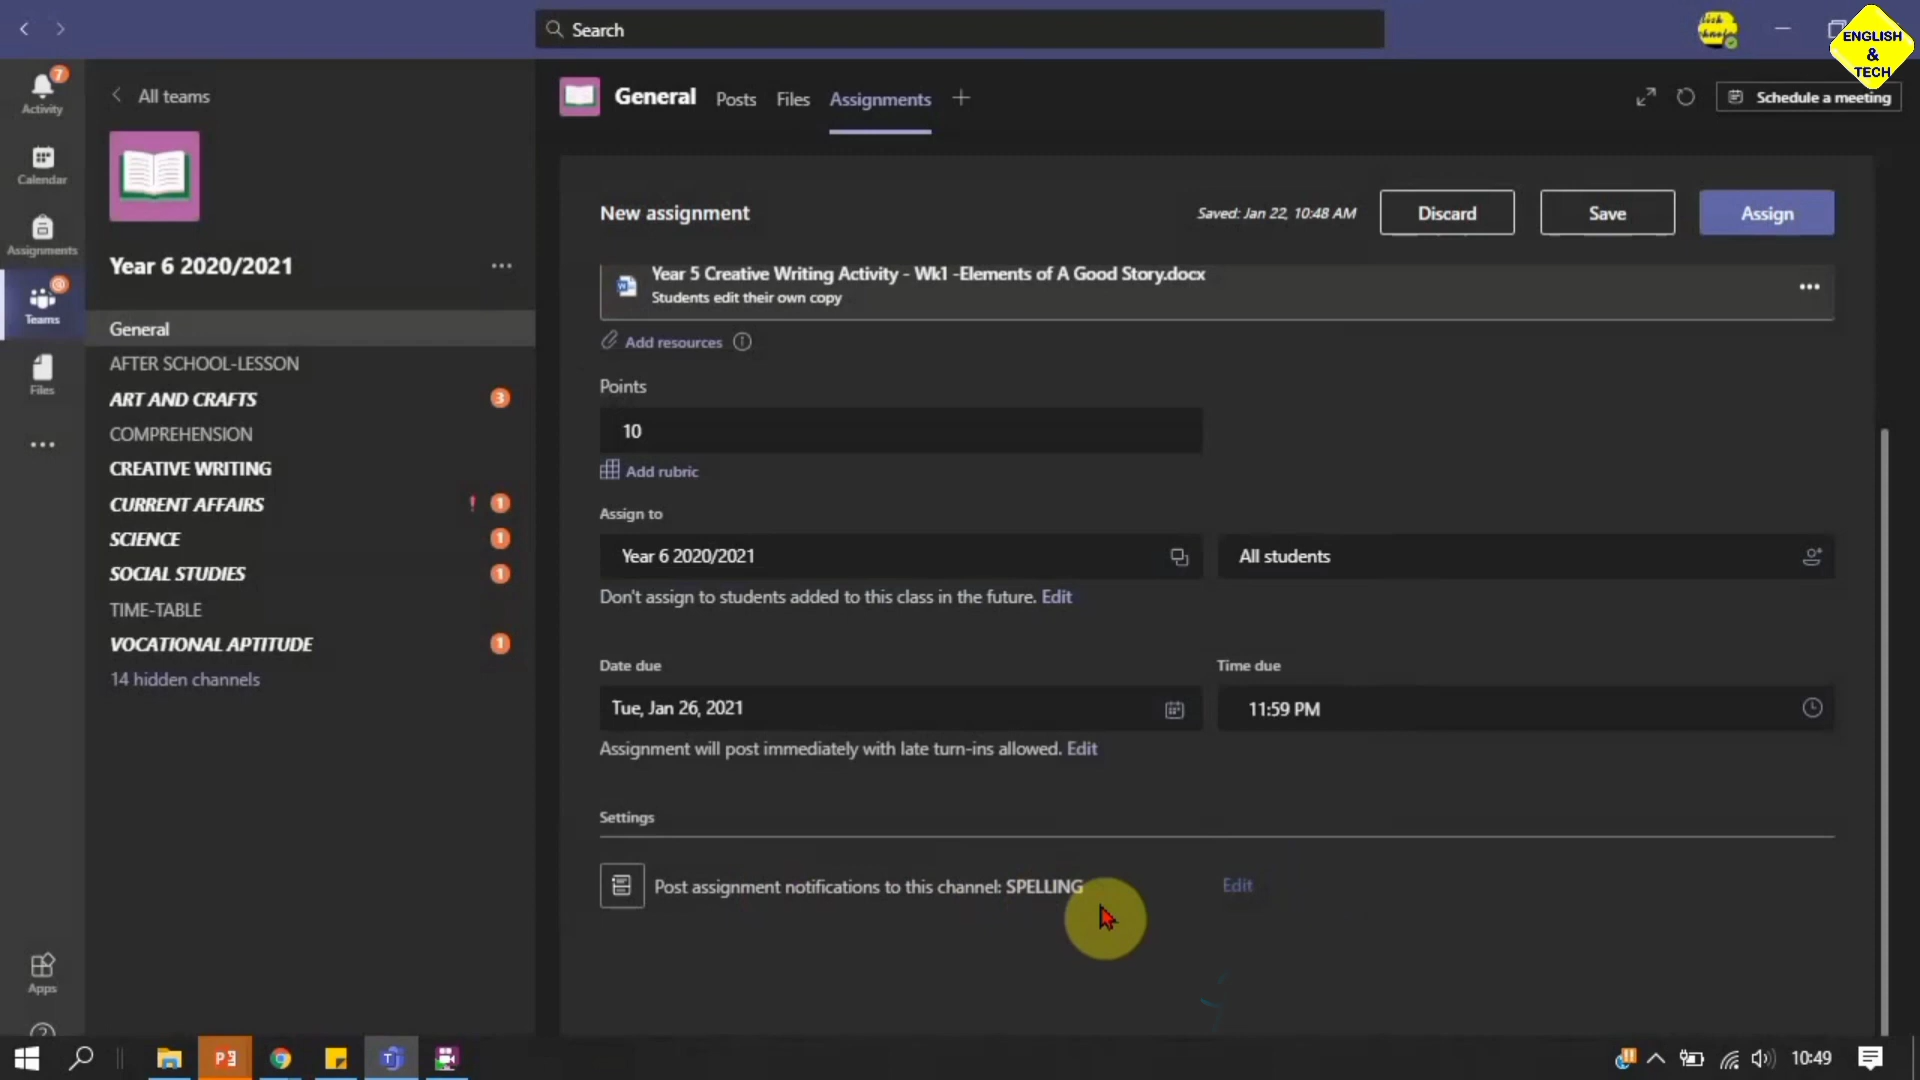 Search
ENGLISH
&
TECH
7
Activity
Calendar
Assignments
Teams
Files
Apps
All teams
Year 6 2020/2021
General
AFTER SCHOOL-LESSON
ART AND CRAFTS 3
COMPREHENSION
CREATIVE WRITING
CURRENT AFFAIRS ! 1
SCIENCE 1
SOCIAL STUDIES 1
TIME-TABLE
VOCATIONAL APTITUDE 1
14 hidden channels
General Posts Files Assignments
Schedule a meeting
New assignment
Saved: Jan 22, 10:48 AM Discard Save Assign
Year 5 Creative Writing Activity - Wk1 -Elements of A Good Story.docx
Students edit their own copy
Add resources
Points
10
Add rubric
Assign to
Year 6 2020/2021 All students
Don't assign to students added to this class in the future. Edit
Date due Time due
Tue, Jan 26, 2021 11:59 PM
Assignment will post immediately with late turn-ins allowed. Edit
Settings
Post assignment notifications to this channel: SPELLING Edit
10:49